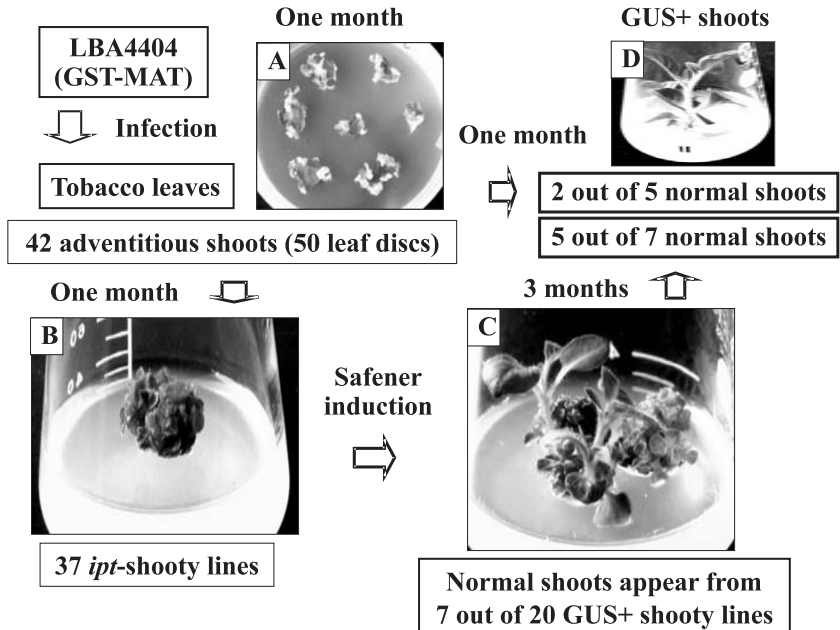 One month
GUS+ shoots
LBA4404
(GST-MAT)
A
D
Infection
One month
Tobacco leaves
2 out of 5 normal shoots
42 adventitious shoots (50 leaf discs)
5 out of 7 normal shoots
One month
3 months
B
C
80
40
Safener
induction
37 ipt-shooty lines
Normal shoots appear from
7 out of 20 GUS+ shooty lines